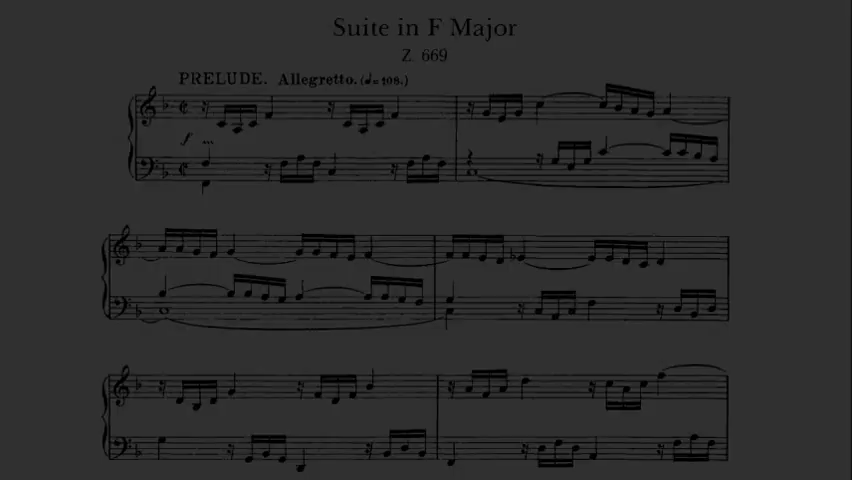 Suite in F Major
Z. 669
PRELUDE. Allegretto. (♩=108.)
f